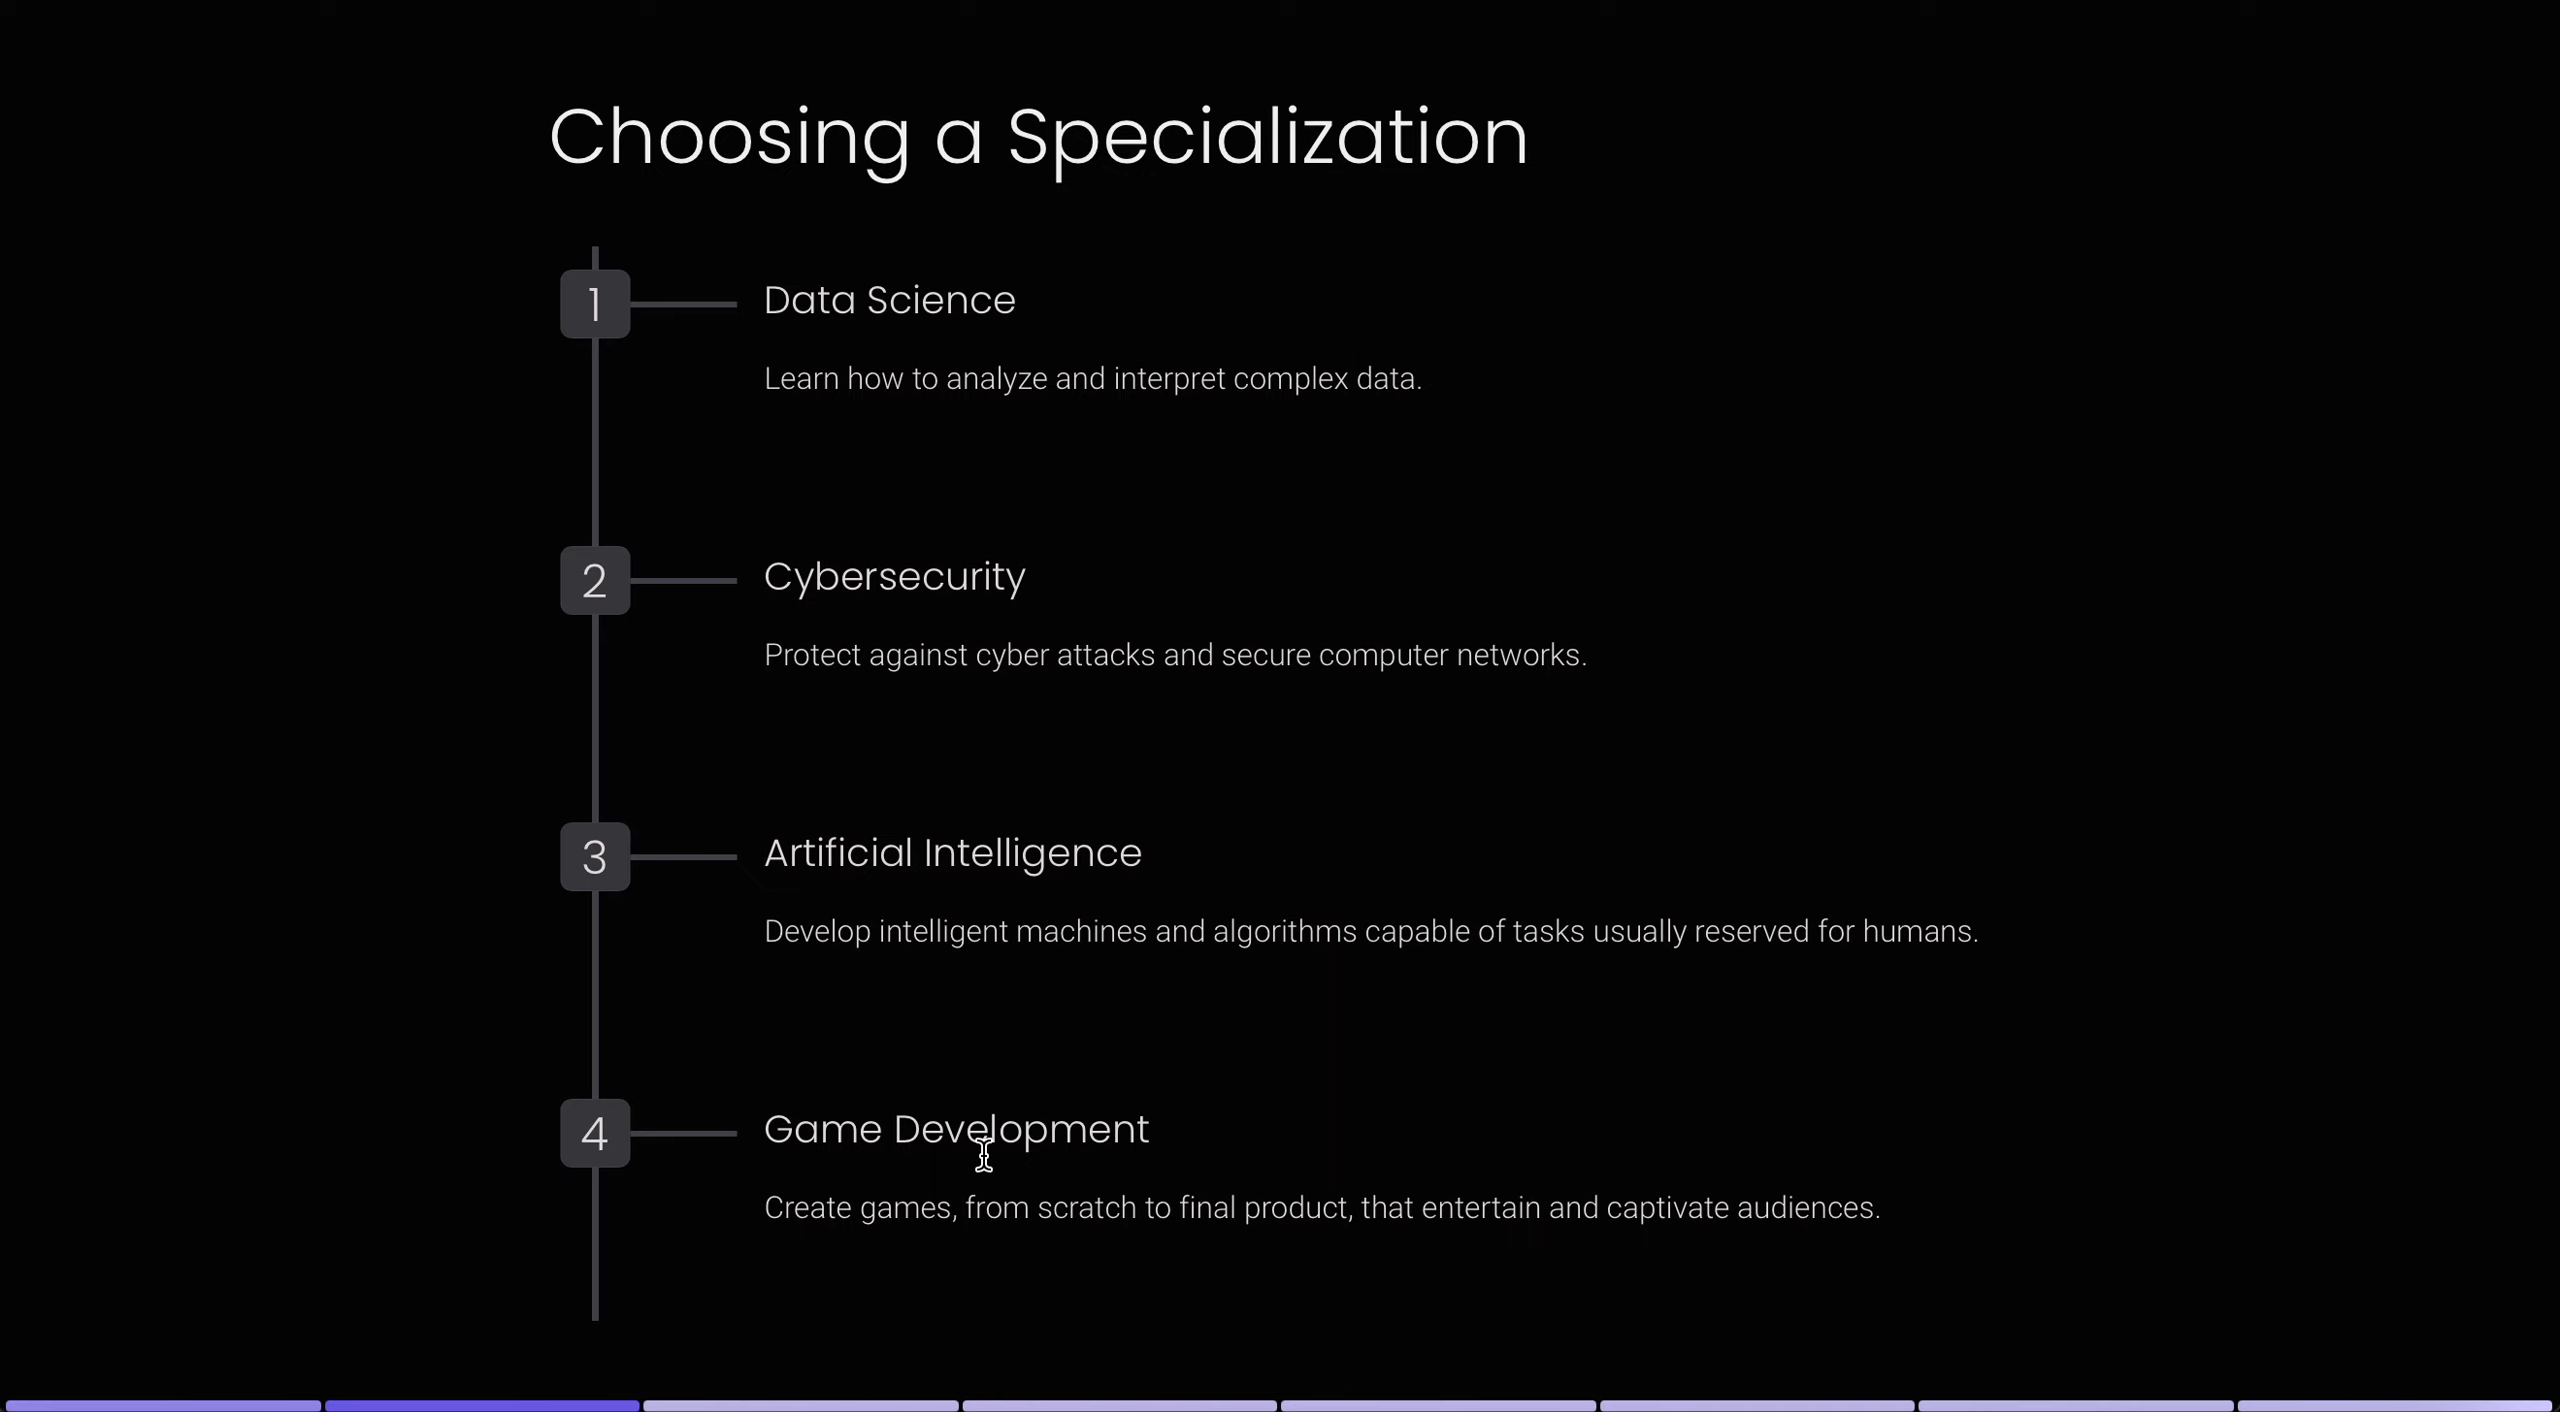 Choosing a Specialization
1
Data Science
Learn how to analyze and interpret complex data.
2
Cybersecurity
Protect against cyber attacks and secure computer networks.
3
Artificial Intelligence
Develop intelligent machines and algorithms capable of tasks usually reserved for humans.
4
Game Development
Create games, from scratch to final product, that entertain and captivate audiences.